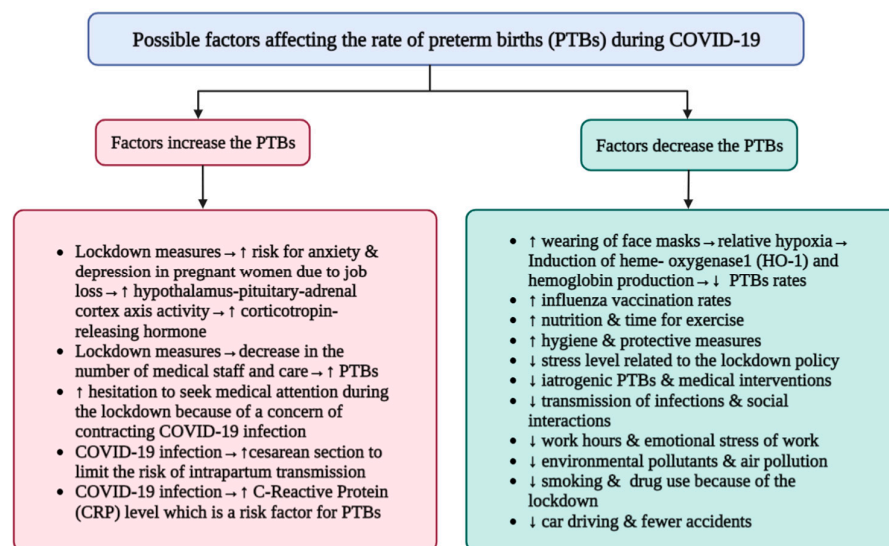 Possible factors affecting the rate of preterm births (PTBs) during COVID-19
Factors increase the PTBs
Factors decrease the PTBs
• Lockdown measures→↑ risk for anxiety &
depression in pregnant women due to job
loss→↑ hypothalamus-pituitary-adrenal
cortex axis activity→↑ corticotropin-
releasing hormone
• Lockdown measures→decrease in the
number of medical staff and care→↑ PTBs
• ↑ hesitation to seek medical attention during
the lockdown because of a concern of
contracting COVID-19 infection
• COVID-19 infection→↑cesarean section to
limit the risk of intrapartum transmission
• COVID-19 infection→↑ C-Reactive Protein
(CRP) level which is a risk factor for PTBs
• ↑ wearing of face masks→relative hypoxia→
Induction of heme- oxygenase1 (HO-1) and
hemoglobin production→↓ PTBs rates
• ↑ influenza vaccination rates
• ↑ nutrition & time for exercise
• ↑ hygiene & protective measures
• ↓ stress level related to the lockdown policy
• ↓ iatrogenic PTBs & medical interventions
• ↓ transmission of infections & social
interactions
• ↓ work hours & emotional stress of work
• ↓ environmental pollutants & air pollution
• ↓ smoking & drug use because of the
lockdown
• ↓ car driving & fewer accidents